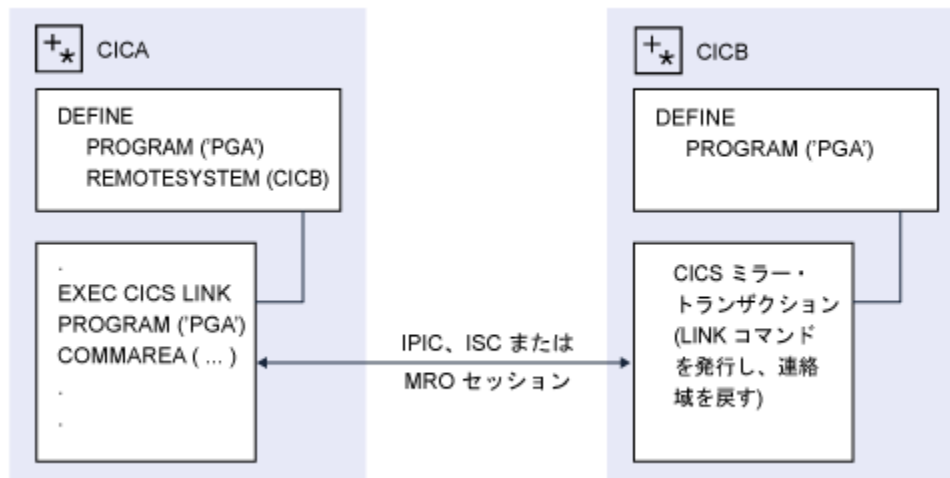 CICA
DEFINE
PROGRAM ('PGA')
REMOTESYSTEM (CICB)
.
EXEC CICS LINK
PROGRAM ('PGA')
COMMAREA ( ... )
.
.
IPIC、ISC または
MRO セッション
CICB
DEFINE
PROGRAM ('PGA')
CICS ミラー・
トランザクション
(LINK コマンド
を発行し、連絡
域を戻す)